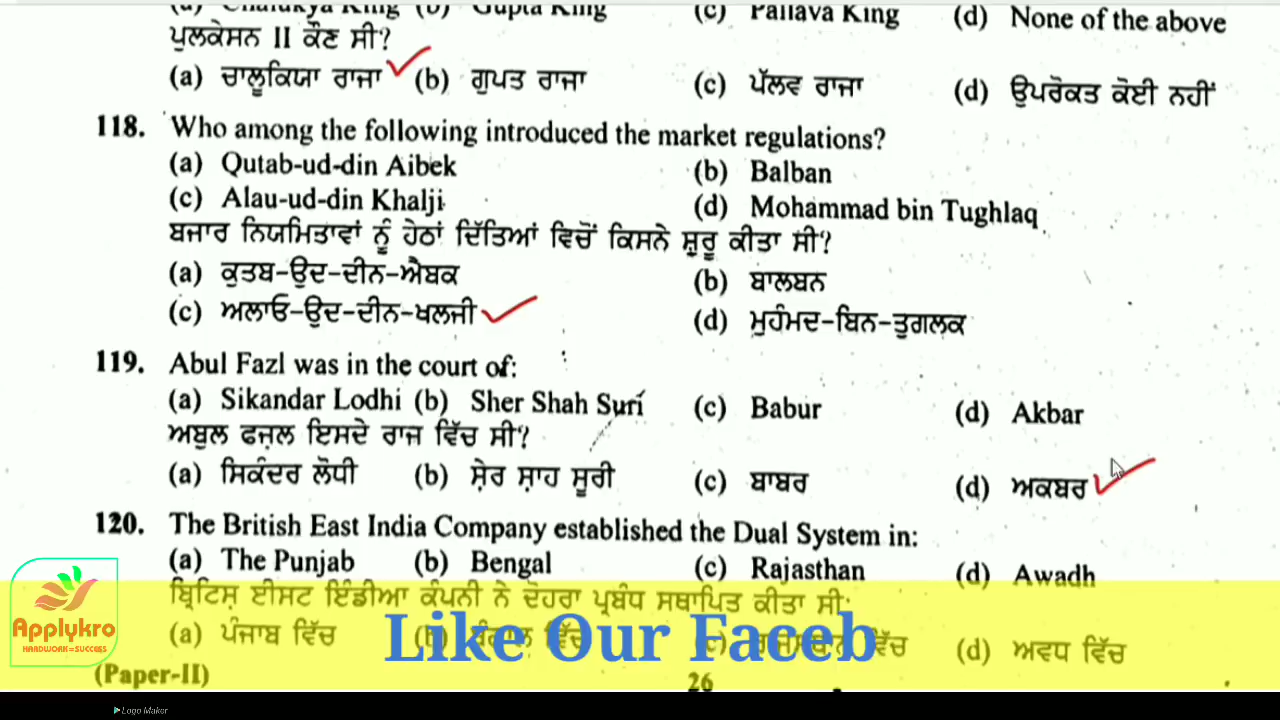 (a) Chalukya King (b) Gupta King (c) Pallava King (d) None of the above
ਪੁਲਕੇਸਨ II ਕੌਣ ਸੀ?
(a) ਚਾਲੂਕਿਯਾ ਰਾਜਾ (b) ਗੁਪਤ ਰਾਜਾ (c) ਪੱਲਵ ਰਾਜਾ (d) ਉਪਰੋਕਤ ਕੋਈ ਨਹੀਂ
118. Who among the following introduced the market regulations?
(a) Qutab-ud-din Aibek (b) Balban
(c) Alau-ud-din Khalji (d) Mohammad bin Tughlaq
ਬਜਾਰ ਨਿਯਮਿਤਾਵਾਂ ਨੂੰ ਹੇਠਾਂ ਦਿੱਤਿਆਂ ਵਿਚੋਂ ਕਿਸਨੇ ਸ਼ੁਰੂ ਕੀਤਾ ਸੀ?
(a) ਕੁਤਬ-ਉਦ-ਦੀਨ-ਐਬਕ (b) ਬਾਲਬਨ
(c) ਅਲਾਓ-ਉਦ-ਦੀਨ-ਖਲਜੀ (d) ਮੁਹੰਮਦ-ਬਿਨ-ਤੁਗਲਕ
119. Abul Fazl was in the court of:
(a) Sikandar Lodhi (b) Sher Shah Suri (c) Babur (d) Akbar
ਅਬੁਲ ਫਜ਼ਲ ਇਸਦੇ ਰਾਜ ਵਿੱਚ ਸੀ?
(a) ਸਿਕੰਦਰ ਲੋਧੀ (b) ਸ਼ੇਰ ਸ਼ਾਹ ਸੂਰੀ (c) ਬਾਬਰ (d) ਅਕਬਰ
120. The British East India Company established the Dual System in:
(a) The Punjab (b) Bengal (c) Rajasthan (d) Awadh
ਬ੍ਰਿਟਿਸ਼ ਈਸਟ ਇੰਡੀਆ ਕੰਪਨੀ ਨੇ ਦੋਹਰਾ ਪ੍ਰਬੰਧ ਸਥਾਪਿਤ ਕੀਤਾ ਸੀ:
(a) ਪੰਜਾਬ ਵਿੱਚ (b) ਵਿੱਚ (c) ਵਿੱਚ (d) ਅਵਧ ਵਿੱਚ
Like Our Faceb
(Paper-II) 26
Applykro
HARDWORK=SUCCESS
Logo Maker